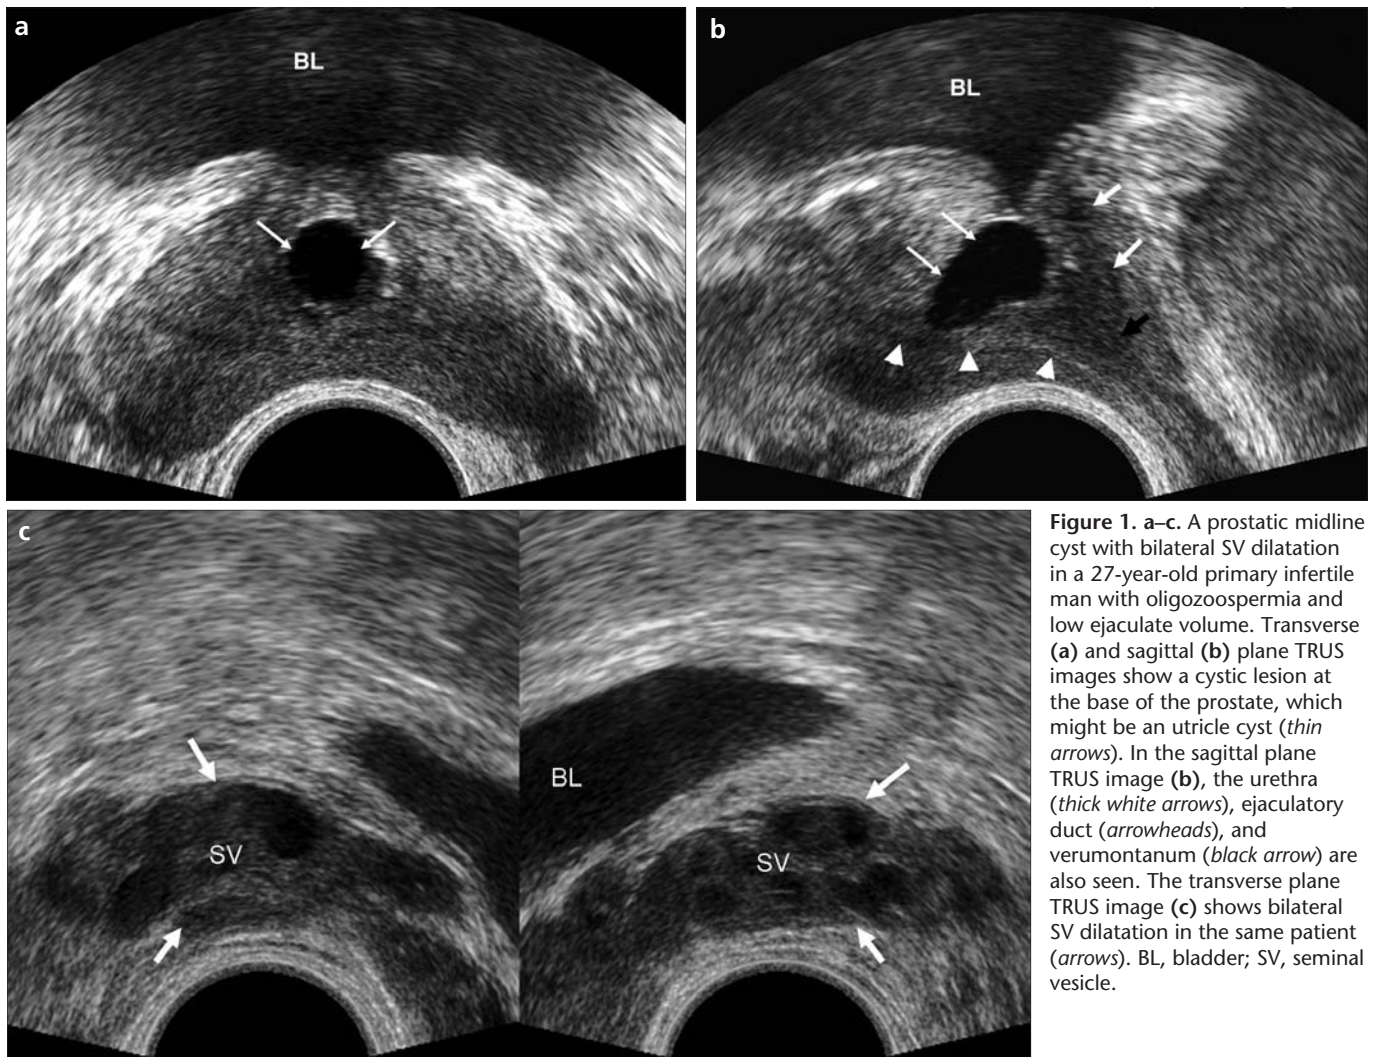 a
BL
b
BL
c
SV
BL
SV
Figure 1. a–c. A prostatic midline
cyst with bilateral SV dilatation
in a 27-year-old primary infertile
man with oligozoospermia and
low ejaculate volume. Transverse
(a) and sagittal (b) plane TRUS
images show a cystic lesion at
the base of the prostate, which
might be an utricle cyst (thin
arrows). In the sagittal plane
TRUS image (b), the urethra
(thick white arrows), ejaculatory
duct (arrowheads), and
verumontanum (black arrow) are
also seen. The transverse plane
TRUS image (c) shows bilateral
SV dilatation in the same patient
(arrows). BL, bladder; SV, seminal
vesicle.